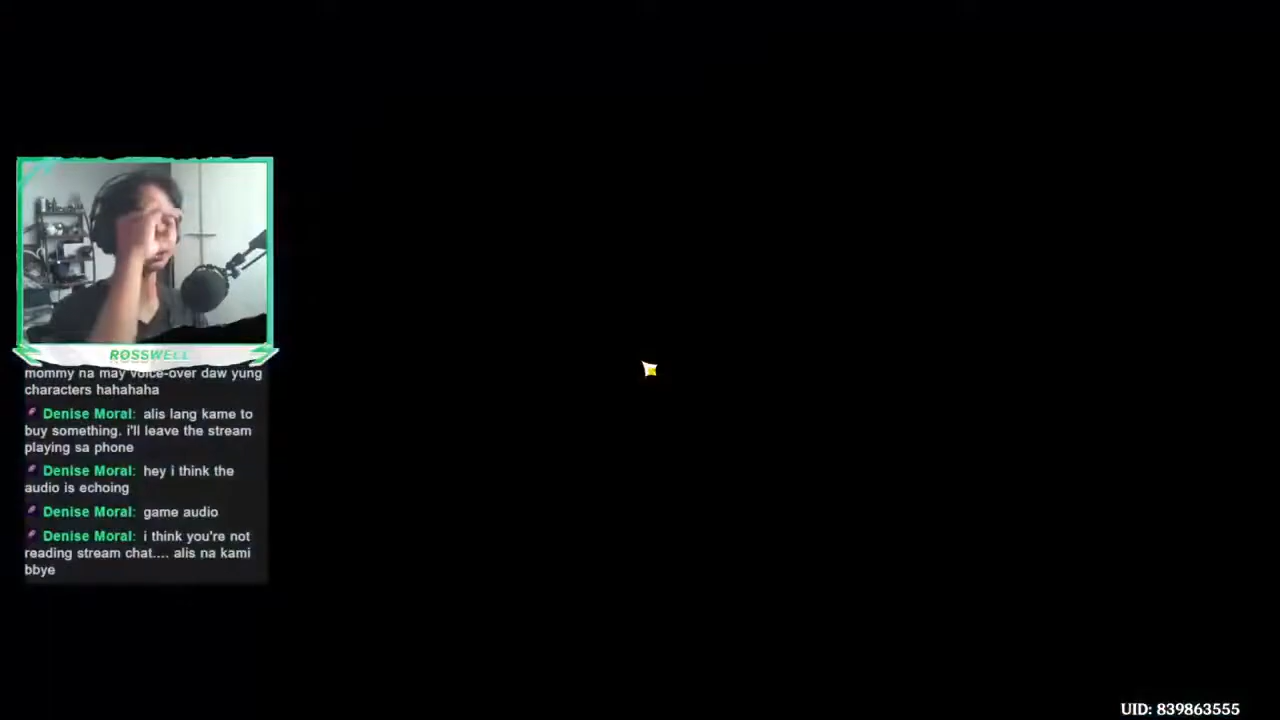 ROSSWELL
mommy na may voice-over daw yung
characters hahahaha
Denise Moral: alis lang kame to
buy something. i'll leave the stream
playing sa phone
Denise Moral: hey i think the
audio is echoing
Denise Moral: game audio
Denise Moral: i think you're not
reading stream chat.... alis na kami
bbye
UID: 839863555